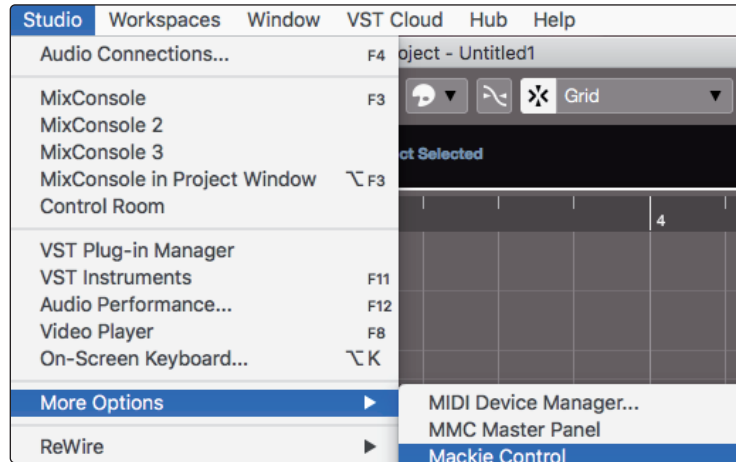 Studio Workspaces Window VST Cloud Hub Help
Audio Connections... F4
oject - Untitled1
MixConsole F3
Grid
MixConsole 2
MixConsole 3
ct Selected
MixConsole in Project Window ⌥ F3
Control Room
4
VST Plug-in Manager
VST Instruments F11
Audio Performance... F12
Video Player F8
On-Screen Keyboard... ⌥ K
More Options
MIDI Device Manager...
MMC Master Panel
ReWire
Mackie Control